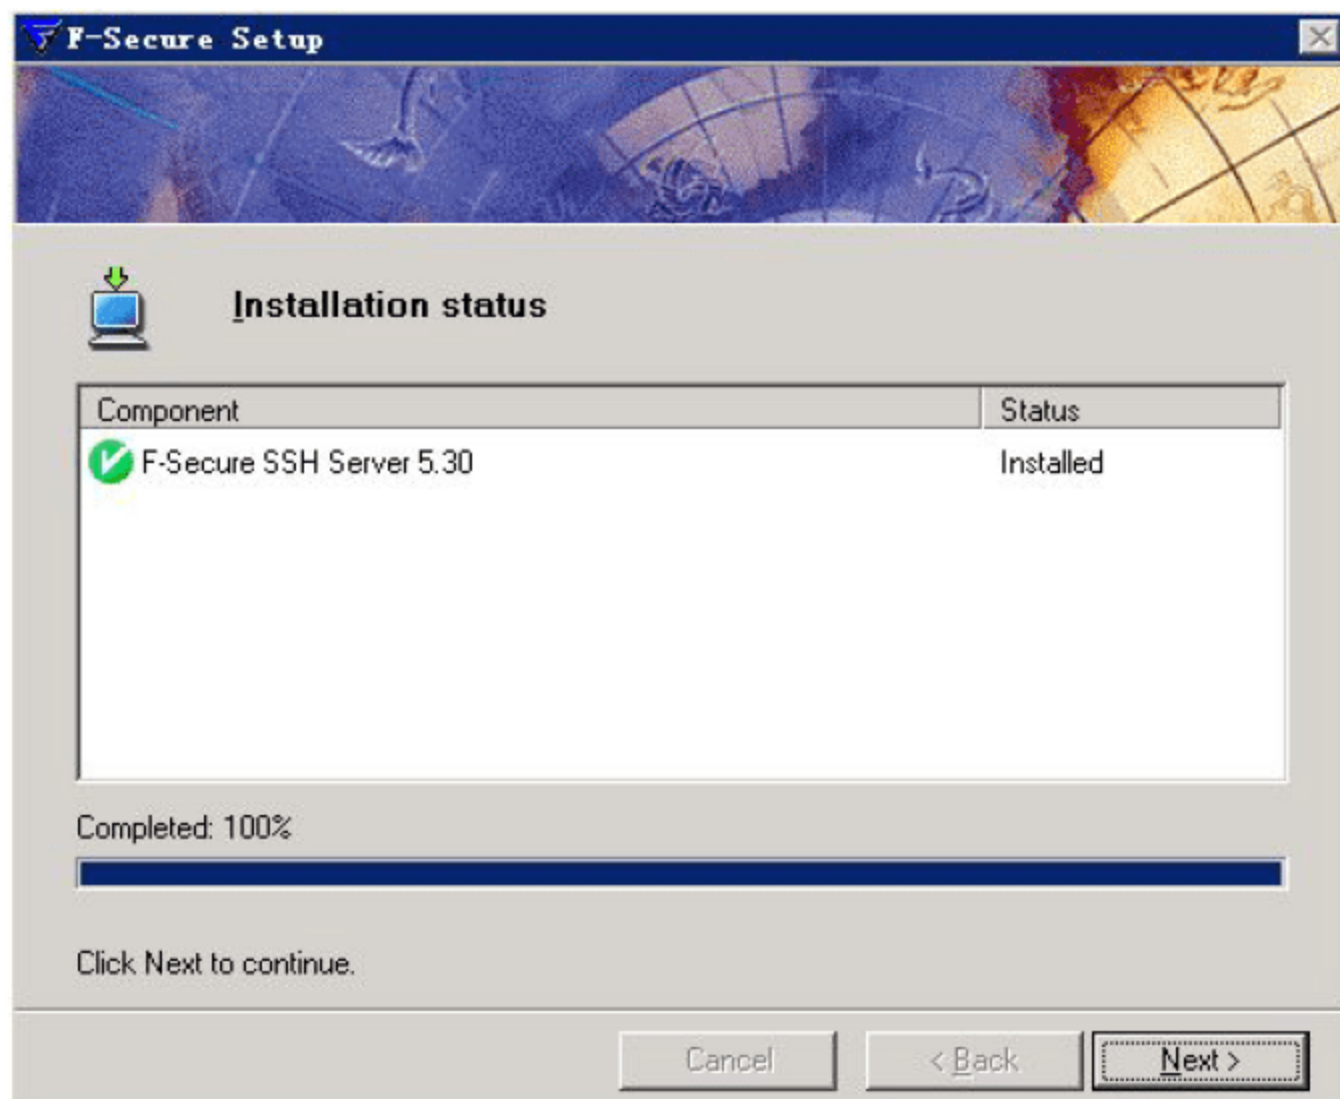 F-Secure Setup
Installation status
Component Status
F-Secure SSH Server 5.30 Installed
Completed: 100%
Click Next to continue.
Cancel < Back Next >